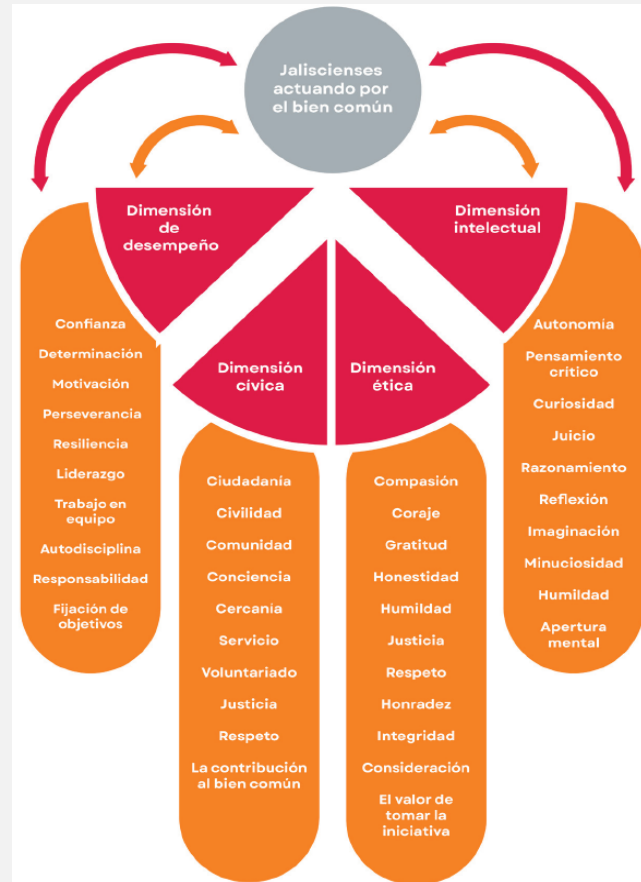 Jaliscienses
actuando por
el bien común
Dimensión
de
desempeño
Dimensión
intelectual
Dimensión
cívica
Dimensión
ética
Confianza
Determinación
Motivación
Perseverancia
Resiliencia
Liderazgo
Trabajo en
equipo
Autodisciplina
Responsabilidad
Fijación de
objetivos
Ciudadanía
Civilidad
Comunidad
Conciencia
Cercanía
Servicio
Voluntariado
Justicia
Respeto
La contribución
al bien común
Compasión
Coraje
Gratitud
Honestidad
Humildad
Justicia
Respeto
Honradez
Integridad
Consideración
El valor de
tomar la
iniciativa
Autonomía
Pensamiento
crítico
Curiosidad
Juicio
Razonamiento
Reflexión
Imaginación
Minuciosidad
Humildad
Apertura
mental